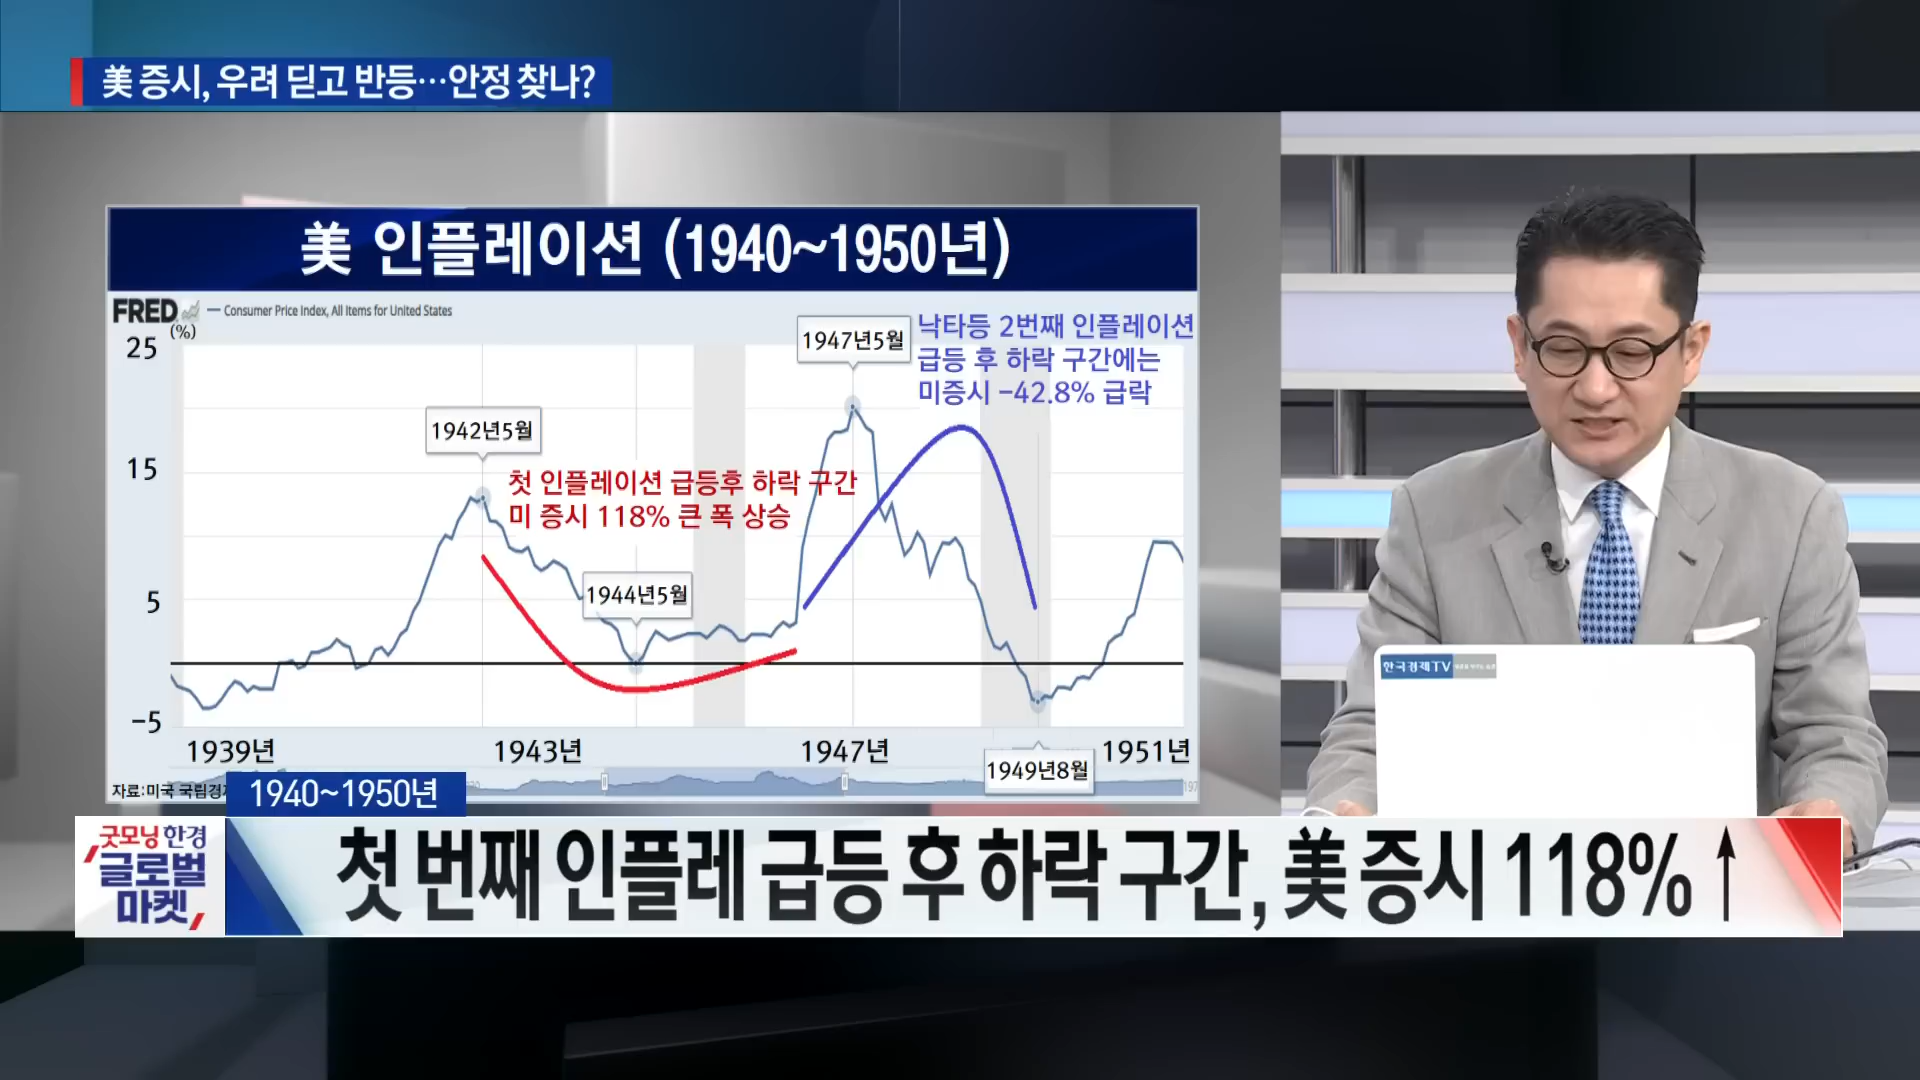 美 증시, 우려 딛고 반등…안정 찾나?
美 인플레이션 (1940~1950년)
FRED
Consumer Price Index, All Items for United States
(%)
25
15
5
-5
1942년5월
1944년5월
1947년5월
1949년8월
낙타등 2번째 인플레이션
급등 후 하락 구간에는
미증시 -42.8% 급락
첫 인플레이션 급등후 하락 구간
미 증시 118% 큰 폭 상승
1939년
1943년
1947년
1951년
자료:미국 국립경
1940~1950년
굿모닝 한경
글로벌
마켓
첫 번째 인플레 급등 후 하락 구간, 美 증시 118% ↑
한국경제TV